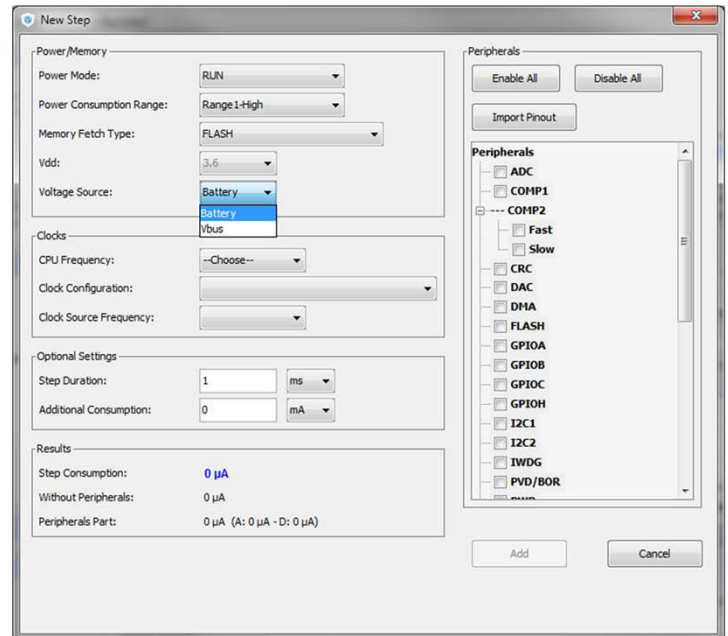 New Step
Power/Memory
Power Mode: RUN
Power Consumption Range: Range1-High
Memory Fetch Type: FLASH
Vdd: 3.6
Voltage Source: Battery
Battery
Vbus
Clocks
CPU Frequency: --Choose--
Clock Configuration:
Clock Source Frequency:
Optional Settings
Step Duration: 1 ms
Additional Consumption: 0 mA
Results
Step Consumption: 0 µA
Without Peripherals: 0 µA
Peripherals Part: 0 µA (A: 0 µA - D: 0 µA)
Peripherals
Enable All Disable All
Import Pinout
Peripherals
ADC
COMP1
--- COMP2
Fast
Slow
CRC
DAC
DMA
FLASH
GPIOA
GPIOB
GPIOC
GPIOH
I2C1
I2C2
IWDG
PVD/BOR
Add Cancel